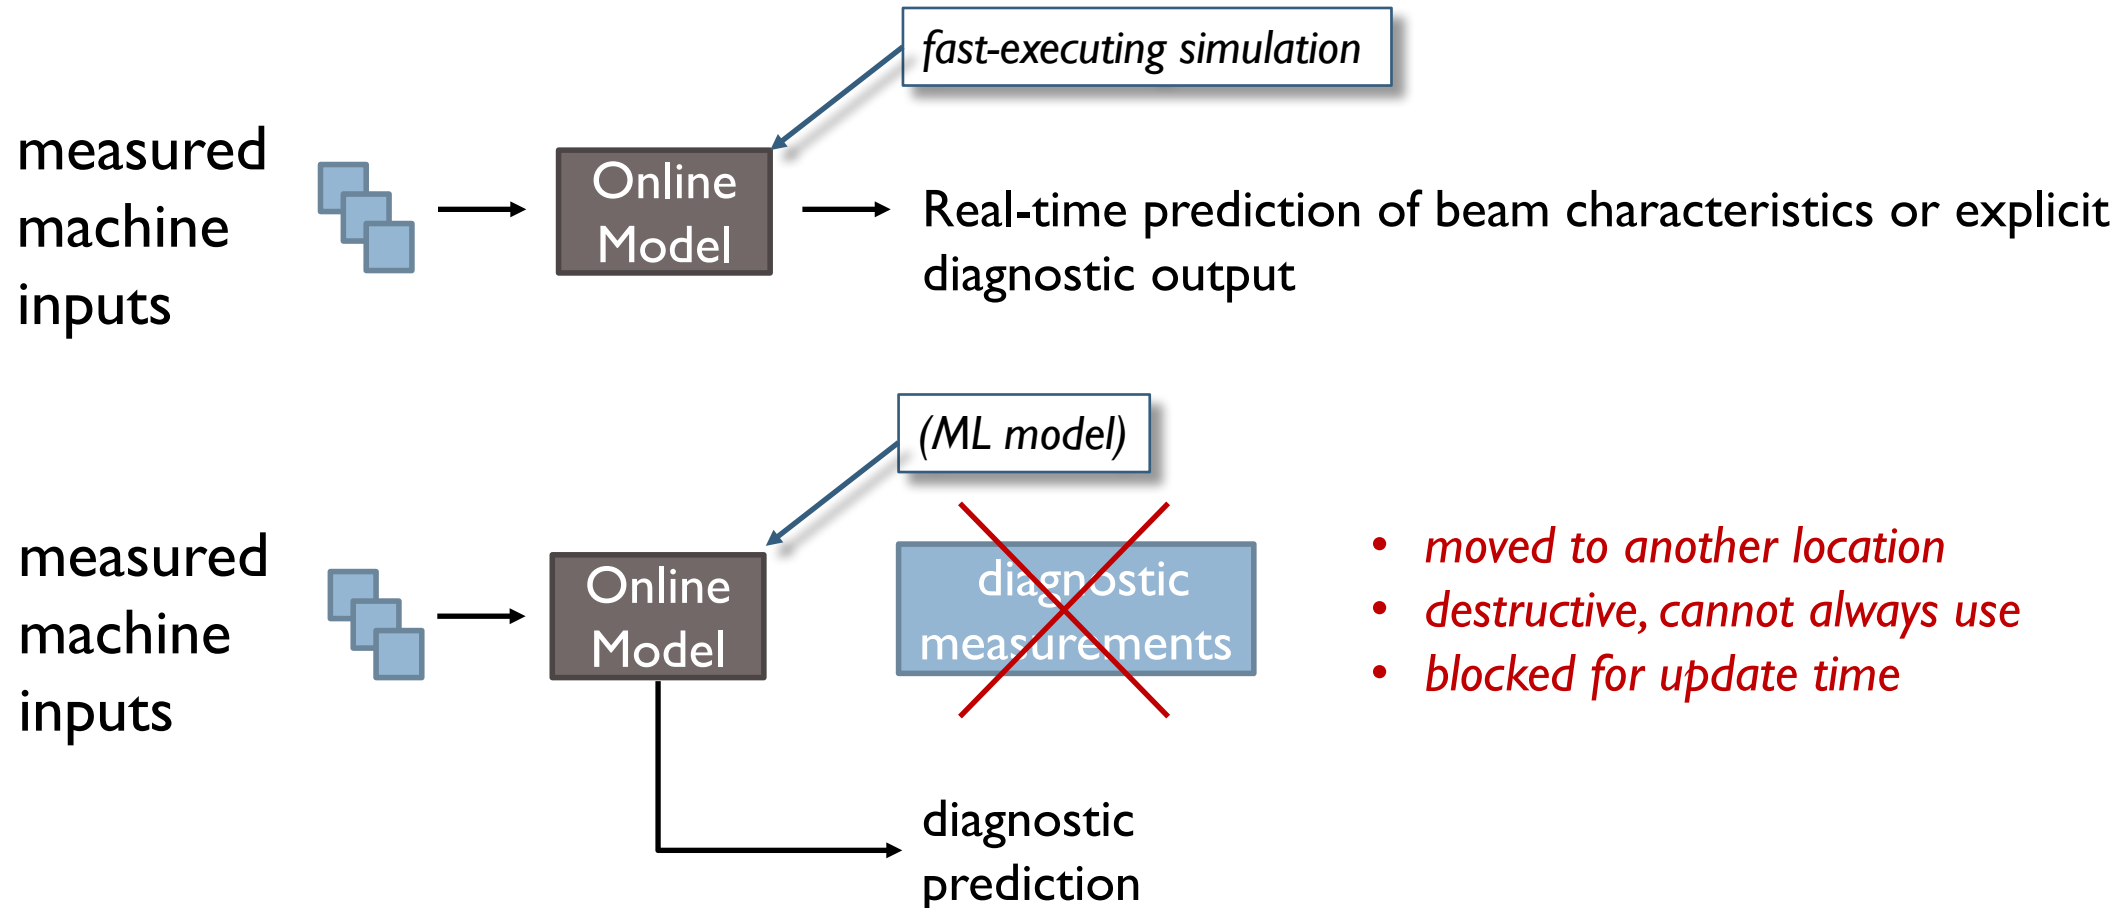 fast-executing simulation
measured
machine
inputs
Online
Model
Real-time prediction of beam characteristics or explicit
diagnostic output
(ML model)
measured
machine
inputs
Online
Model
diagnostic
measurements
• moved to another location
• destructive, cannot always use
• blocked for update time
diagnostic
prediction